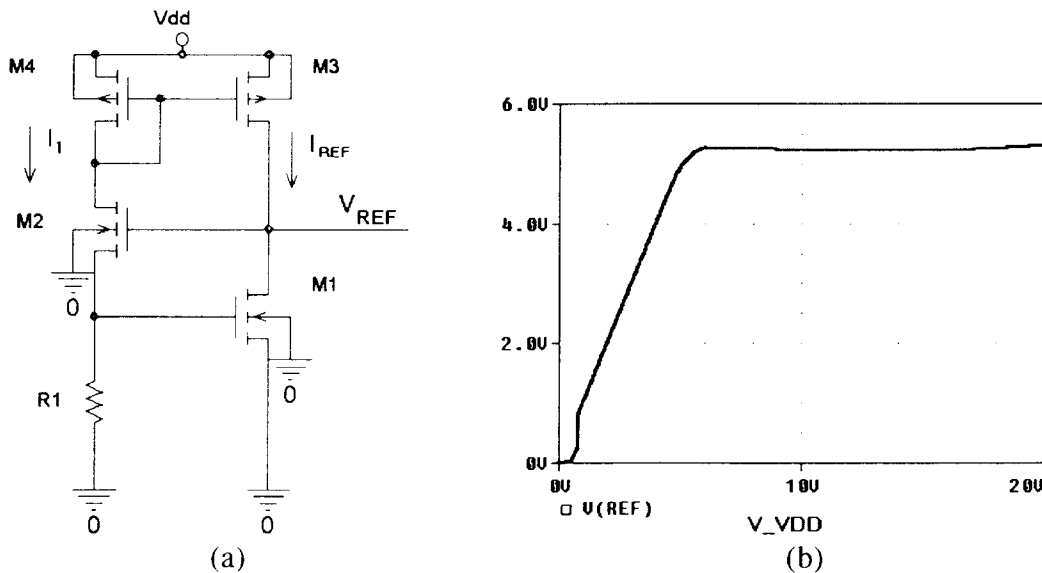 Vdd
M4
M3
I1
IREF
M2
VREF
0
M1
0
R1
0
0
(a)
6.0V
4.0V
2.0V
0V
0V
10V
20V
□ V(REF)
V_VDD
(b)